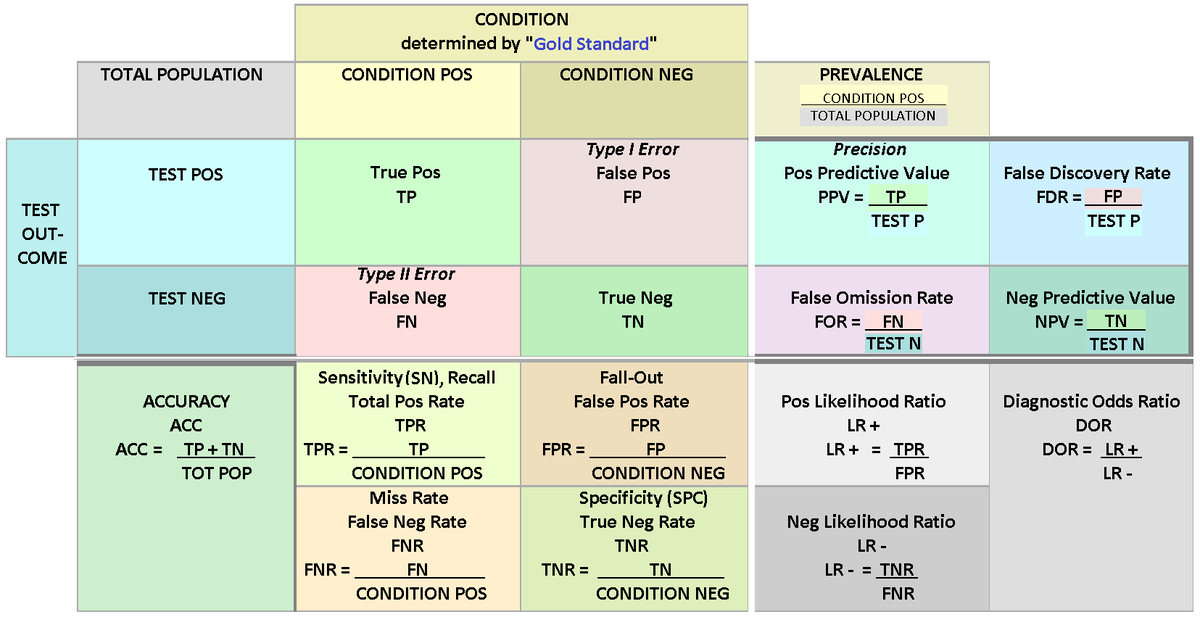 CONDITION
determined by "Gold Standard"
TOTAL POPULATION
CONDITION POS
CONDITION NEG
PREVALENCE
CONDITION POS
TOTAL POPULATION
TEST
OUT-
COME
TEST POS
True Pos
TP
Type I Error
False Pos
FP
Precision
Pos Predictive Value
PPV = TP
TEST P
False Discovery Rate
FDR = FP
TEST P
TEST NEG
Type II Error
False Neg
FN
True Neg
TN
False Omission Rate
FOR = FN
TEST N
Neg Predictive Value
NPV = TN
TEST N
ACCURACY
ACC
ACC = TP + TN
TOT POP
Sensitivity (SN), Recall
Total Pos Rate
TPR
TPR = TP
CONDITION POS
Fall-Out
False Pos Rate
FPR
FPR = FP
CONDITION NEG
Pos Likelihood Ratio
LR +
LR + = TPR
FPR
Diagnostic Odds Ratio
DOR
DOR = LR +
LR -
Miss Rate
False Neg Rate
FNR
FNR = FN
CONDITION POS
Specificity (SPC)
True Neg Rate
TNR
TNR = TN
CONDITION NEG
Neg Likelihood Ratio
LR -
LR - = TNR
FNR